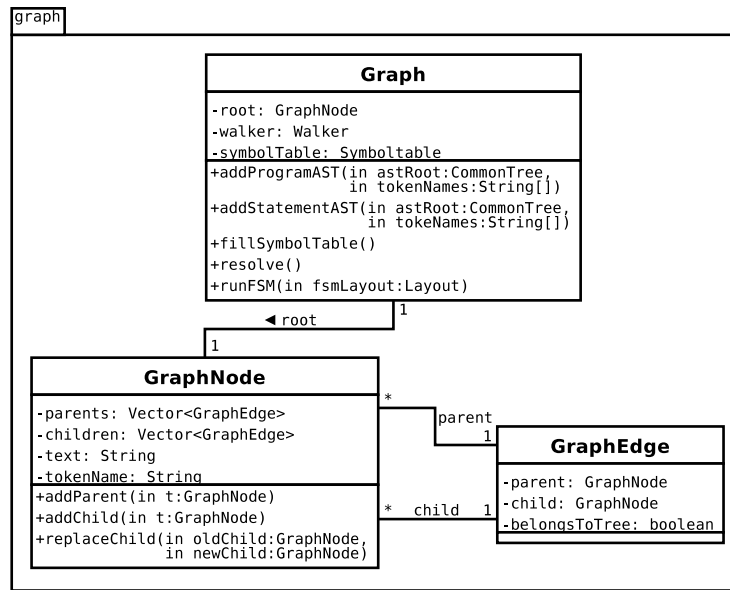 graph
Graph
-root: GraphNode
-walker: Walker
-symbolTable: Symboltable
+addProgramAST(in astRoot:CommonTree,
in tokenNames:String[])
+addStatementAST(in astRoot:CommonTree,
in tokeNames:String[])
+fillSymbolTable()
+resolve()
+runFSM(in fsmLayout:Layout)
1
◄ root
1
GraphNode
-parents: Vector<GraphEdge>
-children: Vector<GraphEdge>
-text: String
-tokenName: String
+addParent(in t:GraphNode)
+addChild(in t:GraphNode)
+replaceChild(in oldChild:GraphNode,
in newChild:GraphNode)
*
parent
1
* child 1
GraphEdge
-parent: GraphNode
-child: GraphNode
-belongsToTree: boolean